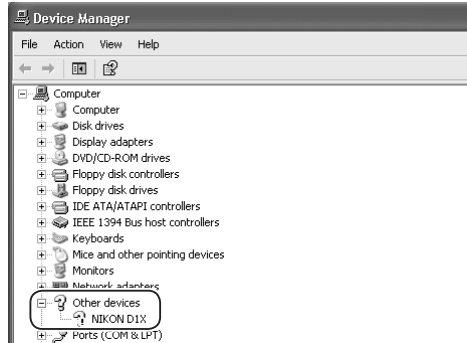 Device Manager
File Action View Help
Computer
Computer
Disk drives
Display adapters
DVD/CD-ROM drives
Floppy disk controllers
Floppy disk drives
IDE ATA/ATAPI controllers
IEEE 1394 Bus host controllers
Keyboards
Mice and other pointing devices
Monitors
Network adapters
Other devices
NIKON D1X
Ports (COM & LPT)